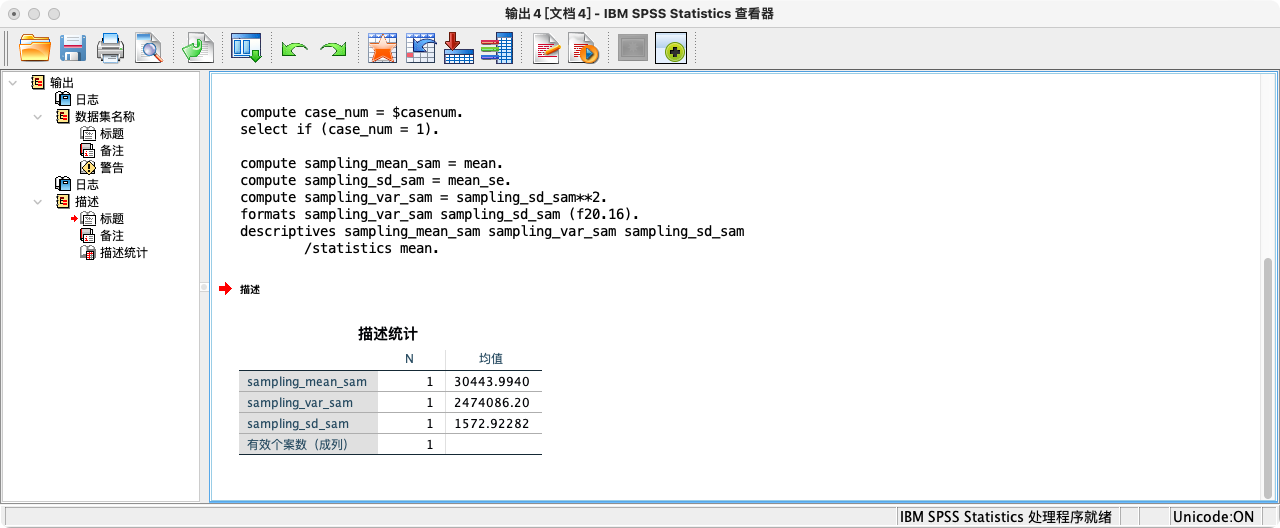 输出4 [文档4] - IBM SPSS Statistics 查看器
输出
日志
数据集名称
标题
备注
警告
日志
描述
标题
备注
描述统计
compute case_num = $casenum.
select if (case_num = 1).
compute sampling_mean_sam = mean.
compute sampling_sd_sam = mean_se.
compute sampling_var_sam = sampling_sd_sam**2.
formats sampling_var_sam sampling_sd_sam (f20.16).
descriptives sampling_mean_sam sampling_var_sam sampling_sd_sam
/statistics mean.
描述
描述统计
N 均值
sampling_mean_sam 1 30443.9940
sampling_var_sam 1 2474086.20
sampling_sd_sam 1 1572.92282
有效个案数（成列） 1
IBM SPSS Statistics 处理程序就绪 Unicode:ON